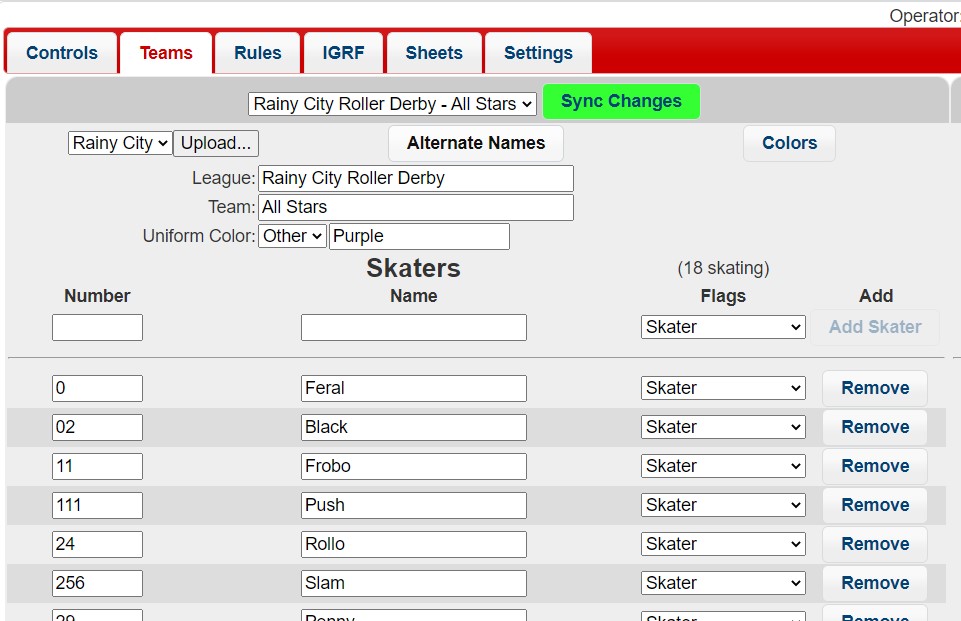 Operator:
Controls Teams Rules IGRF Sheets Settings
Rainy City Roller Derby - All Stars Sync Changes
Rainy City Upload... Alternate Names Colors
League: Rainy City Roller Derby
Team: All Stars
Uniform Color: Other Purple
Skaters (18 skating)
Number Name Flags Add
Skater Add Skater
0 Feral Skater Remove
02 Black Skater Remove
11 Frobo Skater Remove
111 Push Skater Remove
24 Rollo Skater Remove
256 Slam Skater Remove
29 Penny Skater Remove